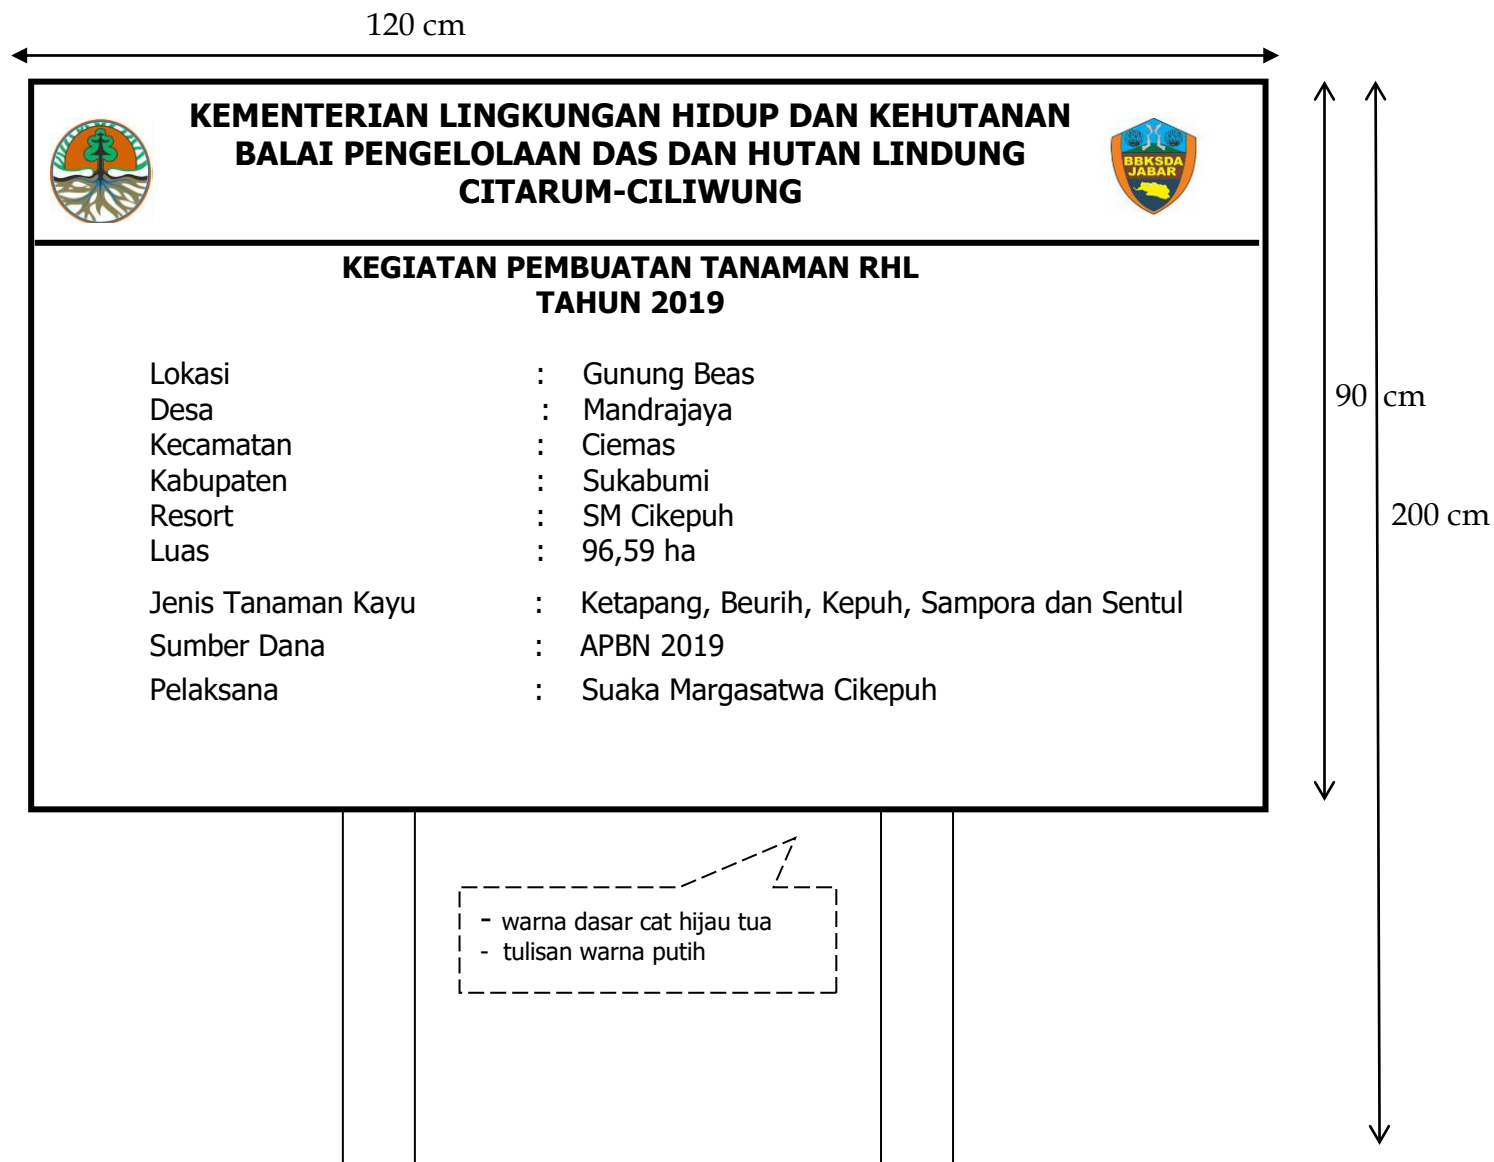 120 cm
KEMENTERIAN LINGKUNGAN HIDUP DAN KEHUTANAN
BALAI PENGELOLAAN DAS DAN HUTAN LINDUNG
CITARUM-CILIWUNG
BBKSDA
JABAR
KEGIATAN PEMBUATAN TANAMAN RHL
TAHUN 2019
Lokasi : Gunung Beas
Desa : Mandrajaya
Kecamatan : Ciemas
Kabupaten : Sukabumi
Resort : SM Cikepuh
Luas : 96,59 ha
Jenis Tanaman Kayu : Ketapang, Beurih, Kepuh, Sampora dan Sentul
Sumber Dana : APBN 2019
Pelaksana : Suaka Margasatwa Cikepuh
90 cm
200 cm
- warna dasar cat hijau tua
- tulisan warna putih